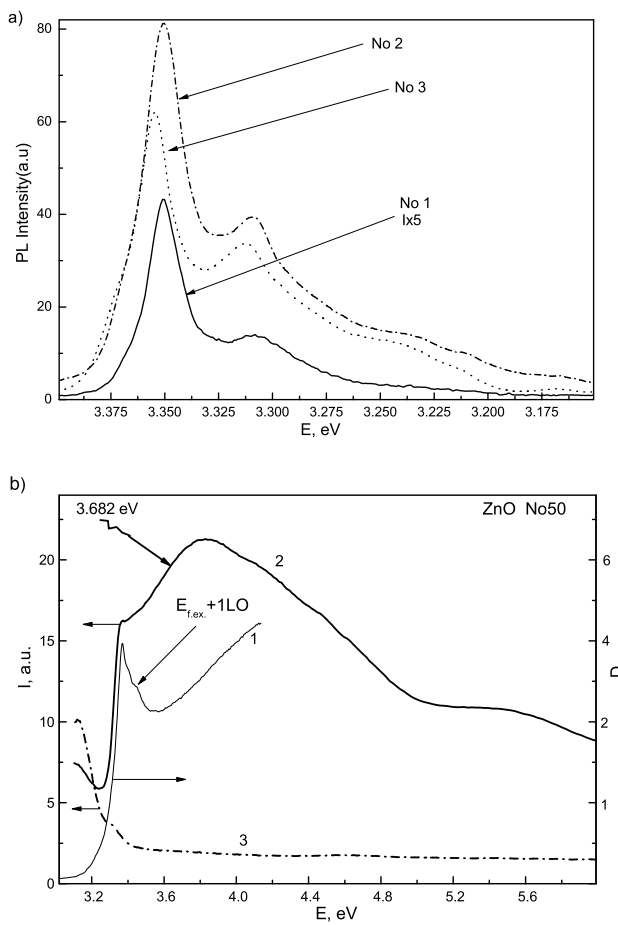 a)
80
60
40
20
0
PL Intensity(a.u)
No 2
No 3
No 1
Ix5
3.375 3.350 3.325 3.300 3.275 3.250 3.225 3.200 3.175
E, eV
b)
3.682 eV
ZnO No50
20
15
10
5
0
I, a.u.
6
4
2
1
D
2
E_f.ex.+1LO
1
3
3.2 3.6 4.0 4.4 4.8 5.2 5.6
E, eV